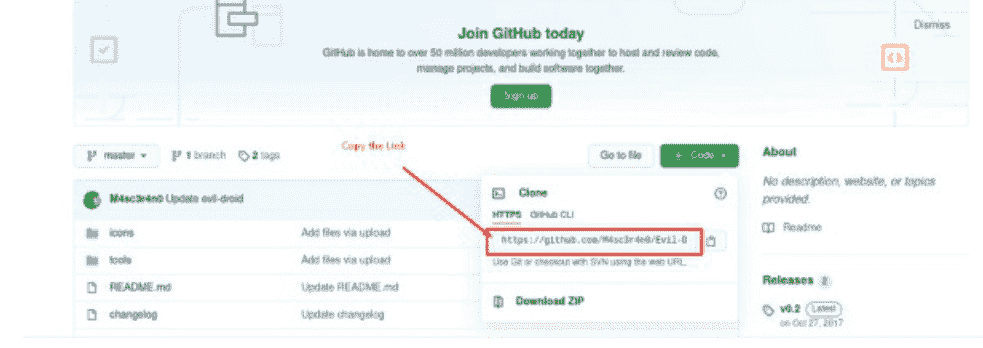 Join GitHub today
Dismiss
GitHub is home to over 50 million developers working together to host and review code,
manage projects, and build software together.
Sign up
Copy the Link
master
1 branch
2 tags
Go to file
Code
About
No description, website, or topics
provided.
Readme
M4sc3r4n0 Update evil-droid
icons Add files via upload
tools Add files via upload
README.md Update README.md
changelog Update changelog
Clone
HTTPS GitHub CLI
https://github.com/M4sc3r4n0/Evil-D
Use Git or checkout with SVN using the web URL.
Download ZIP
Releases 2
v0.2 Latest
on Oct 27, 2017